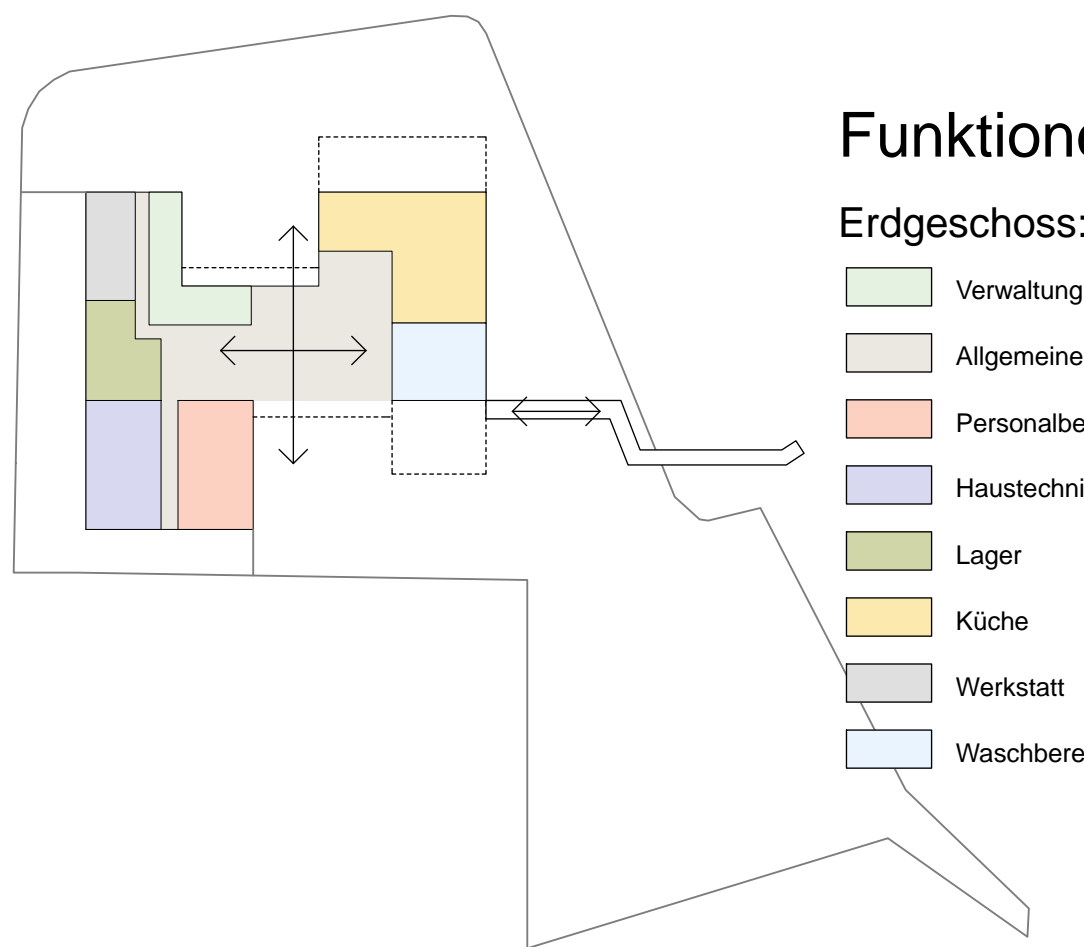 Funktione
Erdgeschoss:
Verwaltung
Allgemeine
Personalbe
Haustechni
Lager
Küche
Werkstatt
Waschbere